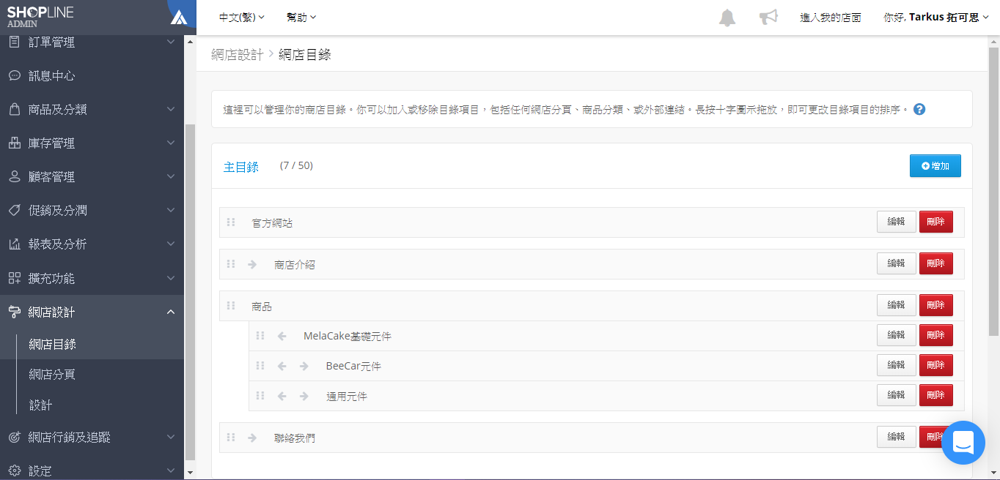 SHOPLINE
ADMIN
中文(繁)
幫助
進入我的店面
你好, Tarkus 拓可思
訂單管理
訊息中心
商品及分類
庫存管理
顧客管理
促銷及分潤
報表及分析
擴充功能
網店設計
網店目錄
網店分頁
設計
網店行銷及追蹤
設定
網店設計 > 網店目錄
這裡可以管理你的商店目錄。你可以加入或移除目錄項目，包括任何網店分頁、商品分類、或外部連結。長按十字圖示拖放，即可更改目錄項目的排序。
主目錄 (7 / 50)
增加
官方網站 編輯 刪除
商店介紹 編輯 刪除
商品 編輯 刪除
MelaCake基礎元件 編輯 刪除
BeeCar元件 編輯 刪除
通用元件 編輯 刪除
聯絡我們 編輯 刪除